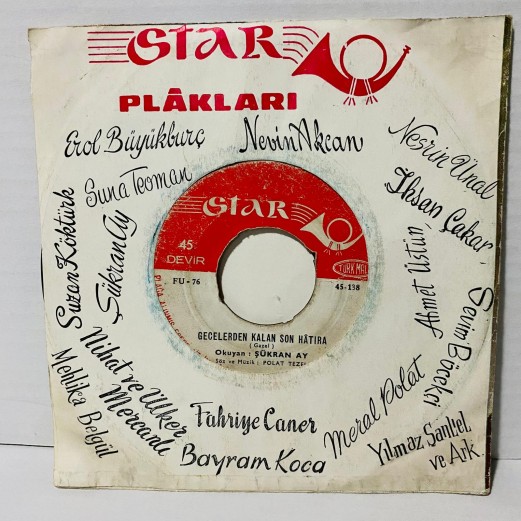 STAR
PLÂKLARI
Erol Büyükburç
Nevin Akcan
Nesrin Ünal
Suna Teoman
İhsan Çakar
Suzan Köktürk
Şükran Ay
STAR
45
DEVİR
FU-76
TÜRK MALI
45-138
GECELERDEN KALAN SON HÂTIRA
( Gazel )
Okuyan : ŞÜKRAN AY
Söz ve Müzik : POLAT TEZEL
Ahmet Üstün
Sevim Böcekçi
Nihat ve Ülker
Mercanlı
Mehlika Belgül
Fahriye Caner
Meral Polat
Bayram Koca
Yılmaz Şanlıel
ve Ark.